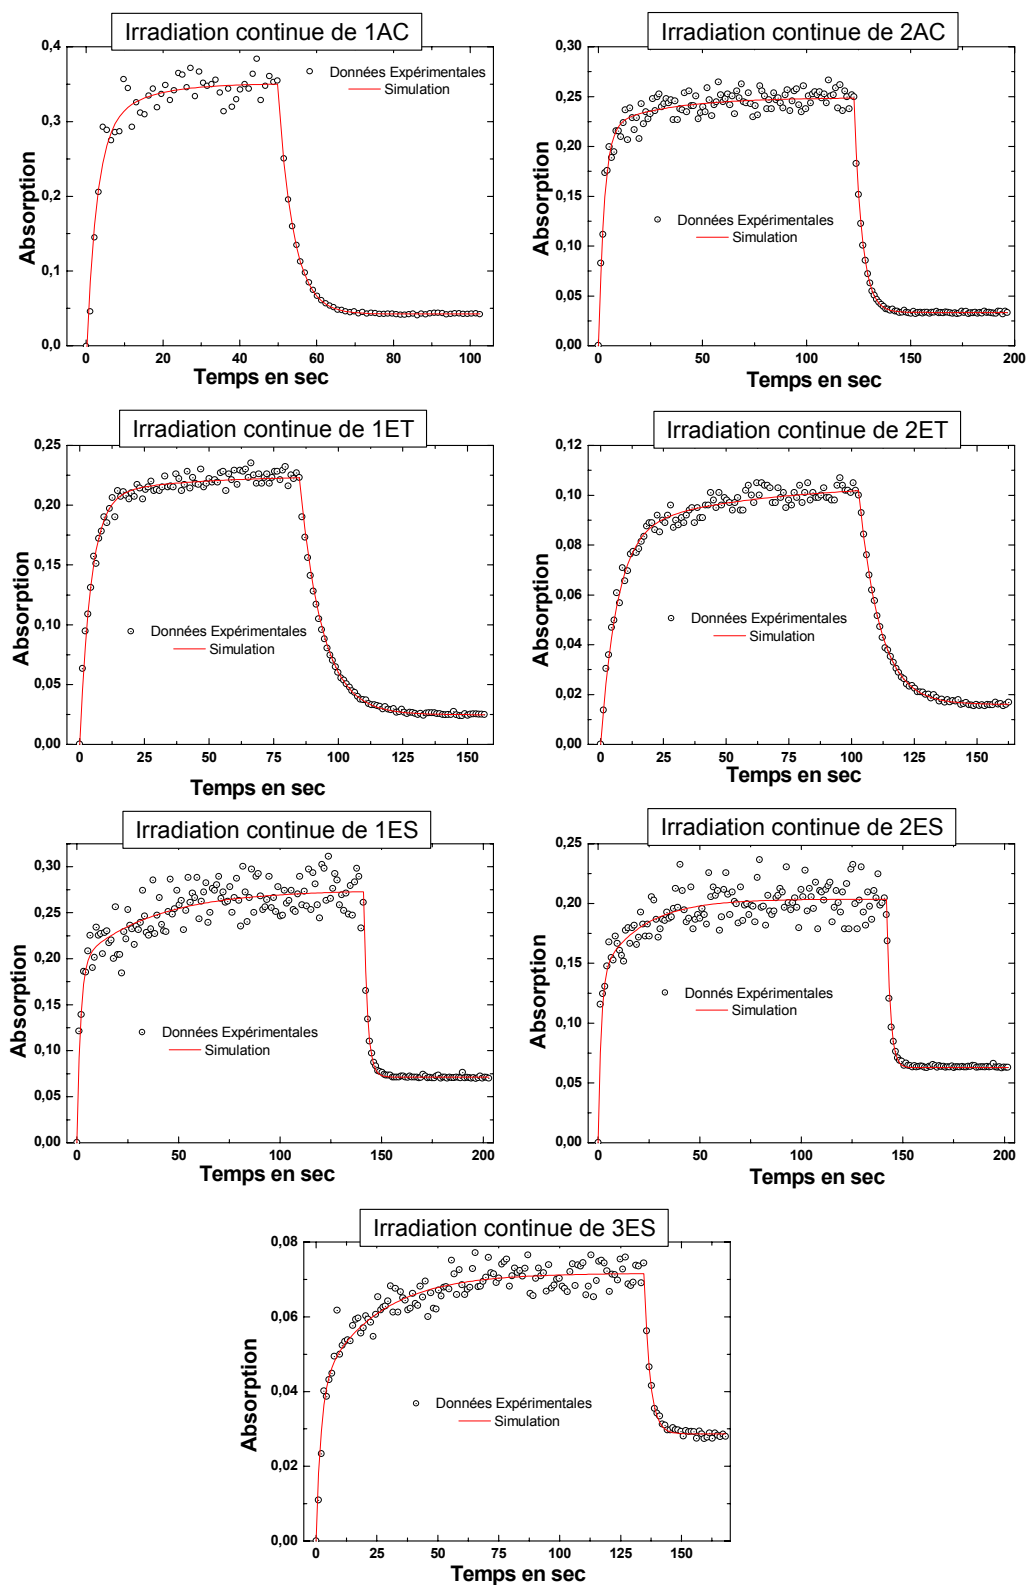 Irradiation continue de 1AC
0,4
0,3
0,2
0,1
0,0
Absorption
Données Expérimentales
Simulation
0 20 40 60 80 100
Temps en sec
Irradiation continue de 2AC
0,30
0,25
0,20
0,15
0,10
0,05
0,00
Absorption
Données Expérimentales
Simulation
0 50 100 150 200
Temps en sec
Irradiation continue de 1ET
0,25
0,20
0,15
0,10
0,05
0,00
Absorption
Données Expérimentales
Simulation
0 25 50 75 100 125 150
Temps en sec
Irradiation continue de 2ET
0,12
0,10
0,08
0,06
0,04
0,02
0,00
Absorption
Données Expérimentales
Simulation
0 25 50 75 100 125 150
Temps en sec
Irradiation continue de 1ES
0,30
0,25
0,20
0,15
0,10
0,05
0,00
Absorption
Données Expérimentales
Simulation
0 50 100 150 200
Temps en sec
Irradiation continue de 2ES
0,25
0,20
0,15
0,10
0,05
0,00
Absorption
Donnés Expérimentales
Simulation
0 50 100 150 200
Temps en sec
Irradiation continue de 3ES
0,08
0,06
0,04
0,02
0,00
Absorption
Données Expérimentales
Simulation
0 25 50 75 100 125 150
Temps en sec